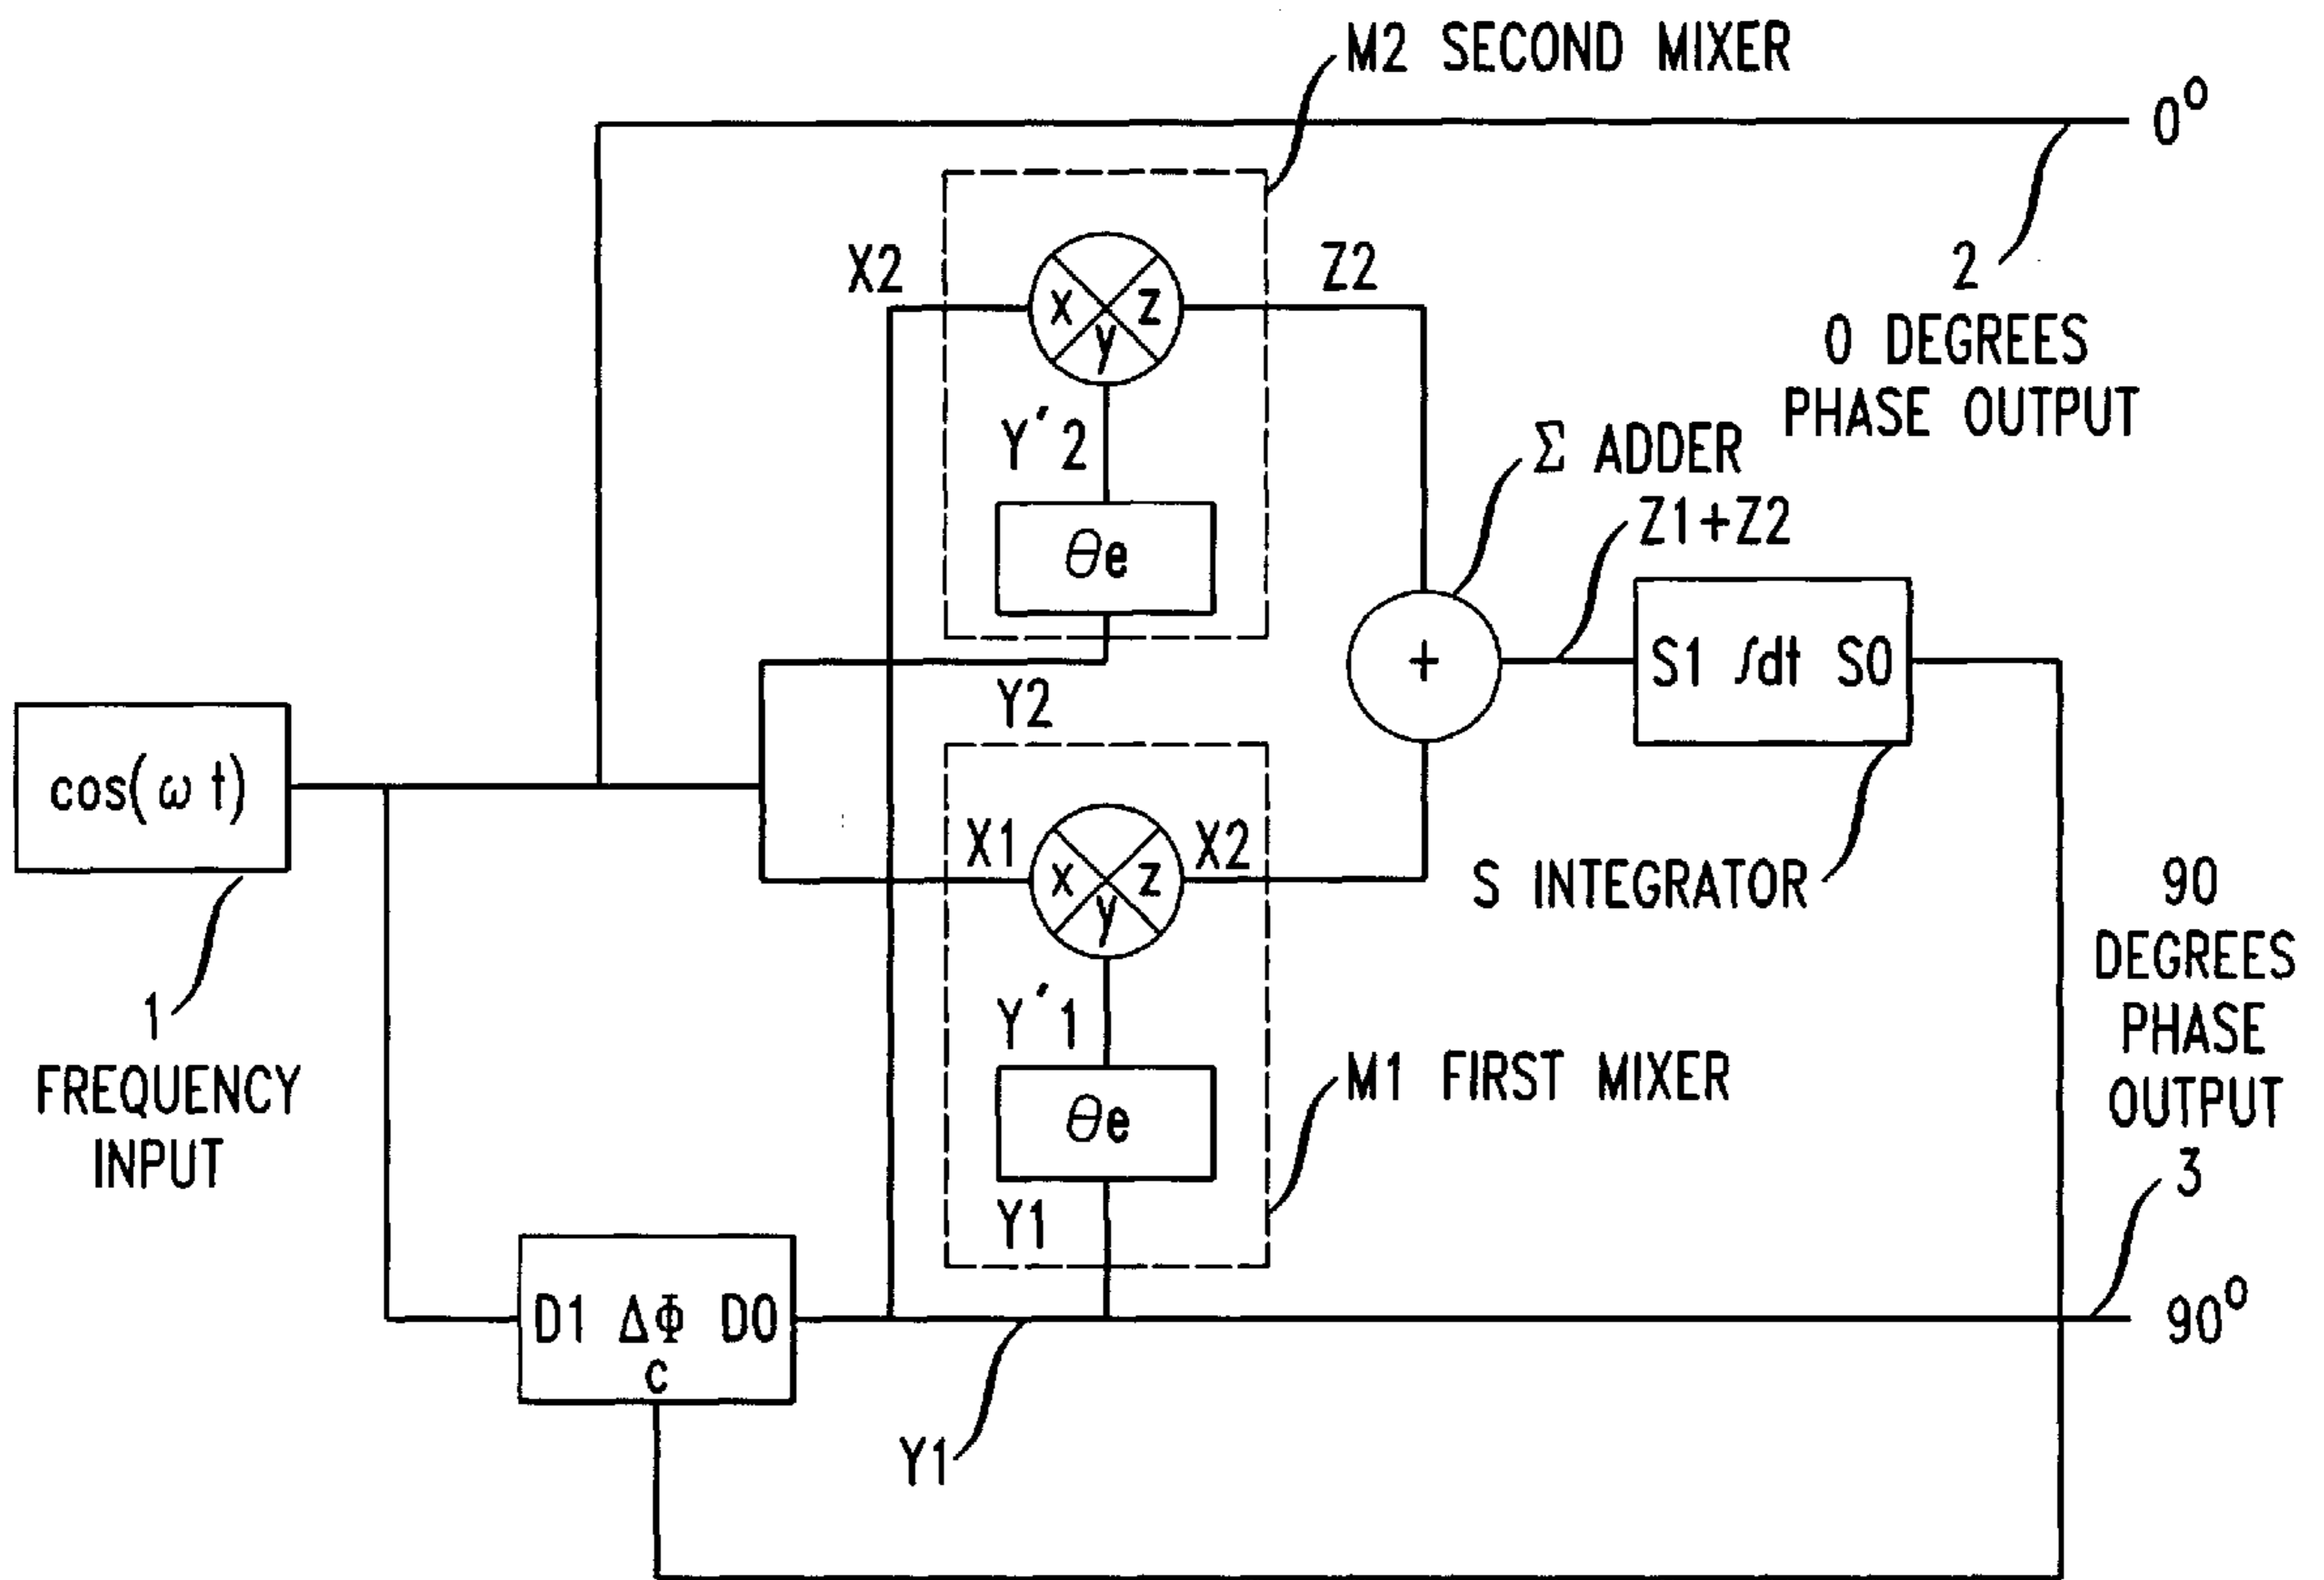 M2 SECOND MIXER
0°
X2
Z2
x y z
2
0 DEGREES
PHASE OUTPUT
Y´2
Σ ADDER
Z1+Z2
θe
+
S1 ∫dt S0
Y2
cos(ω t)
X1
X2
x y z
S INTEGRATOR
90
DEGREES
PHASE
OUTPUT
3
1
FREQUENCY
INPUT
Y´1
M1 FIRST MIXER
θe
Y1
D1 ΔΦ D0
c
90°
Y1